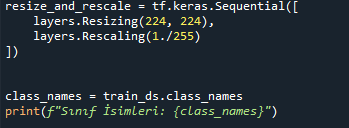 resize_and_rescale = tf.keras.Sequential([
    layers.Resizing(224, 224),
    layers.Rescaling(1./255)
])
class_names = train_ds.class_names
print(f"Sınıf İsimleri: {class_names}")